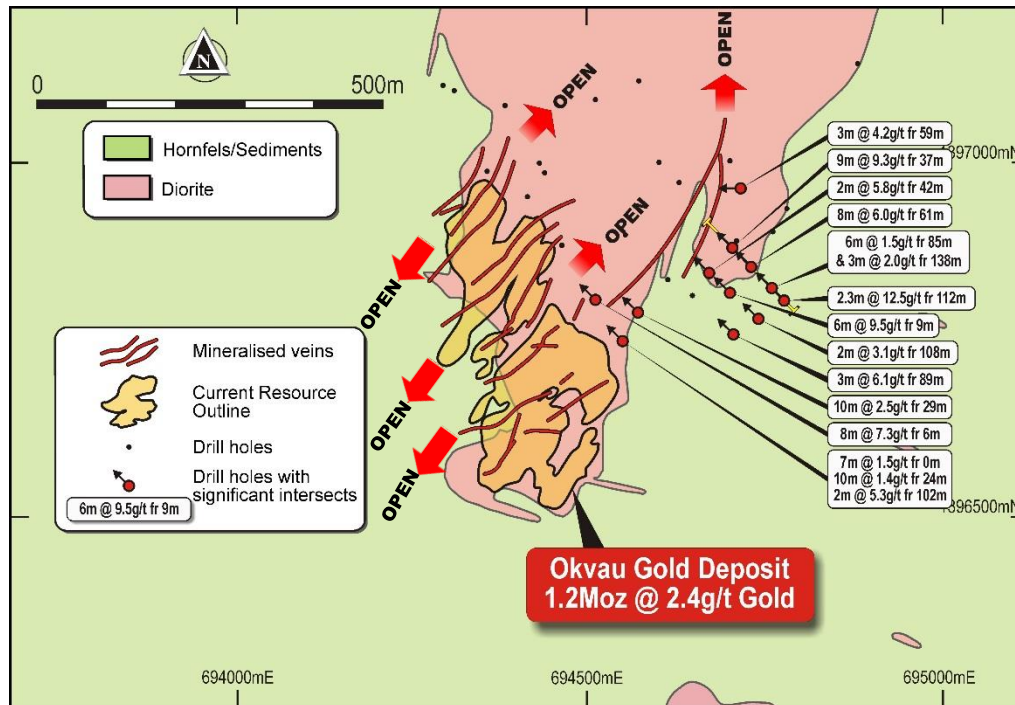 N
0
500m
Hornfels/Sediments
Diorite
OPEN
OPEN
OPEN
OPEN
OPEN
OPEN
3m @ 4.2g/t fr 59m
9m @ 9.3g/t fr 37m
2m @ 5.8g/t fr 42m
8m @ 6.0g/t fr 61m
6m @ 1.5g/t fr 85m
& 3m @ 2.0g/t fr 138m
2.3m @ 12.5g/t fr 112m
6m @ 9.5g/t fr 9m
2m @ 3.1g/t fr 108m
3m @ 6.1g/t fr 89m
10m @ 2.5g/t fr 29m
8m @ 7.3g/t fr 6m
7m @ 1.5g/t fr 0m
10m @ 1.4g/t fr 24m
2m @ 5.3g/t fr 102m
Mineralised veins
Current Resource
Outline
Drill holes
Drill holes with
significant intersects
6m @ 9.5g/t fr 9m
Okvau Gold Deposit
1.2Moz @ 2.4g/t Gold
694000mE
694500mE
695000mE